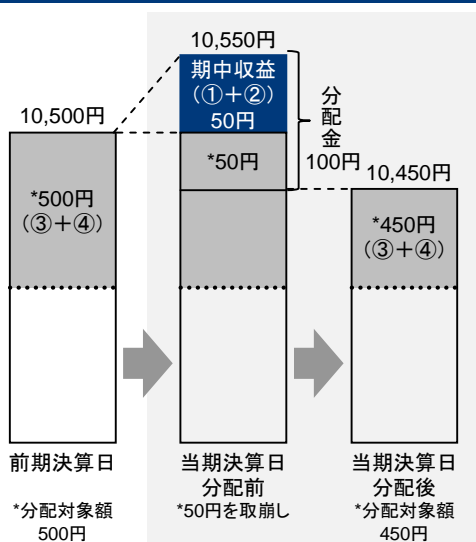 10,500円
*500円
(③+④)
前期決算日
*分配対象額
500円
10,550円
期中収益
(①+②)
50円
*50円
分配金
100円
当期決算日
分配前
*50円を取崩し
10,450円
*450円
(③+④)
当期決算日
分配後
*分配対象額
450円